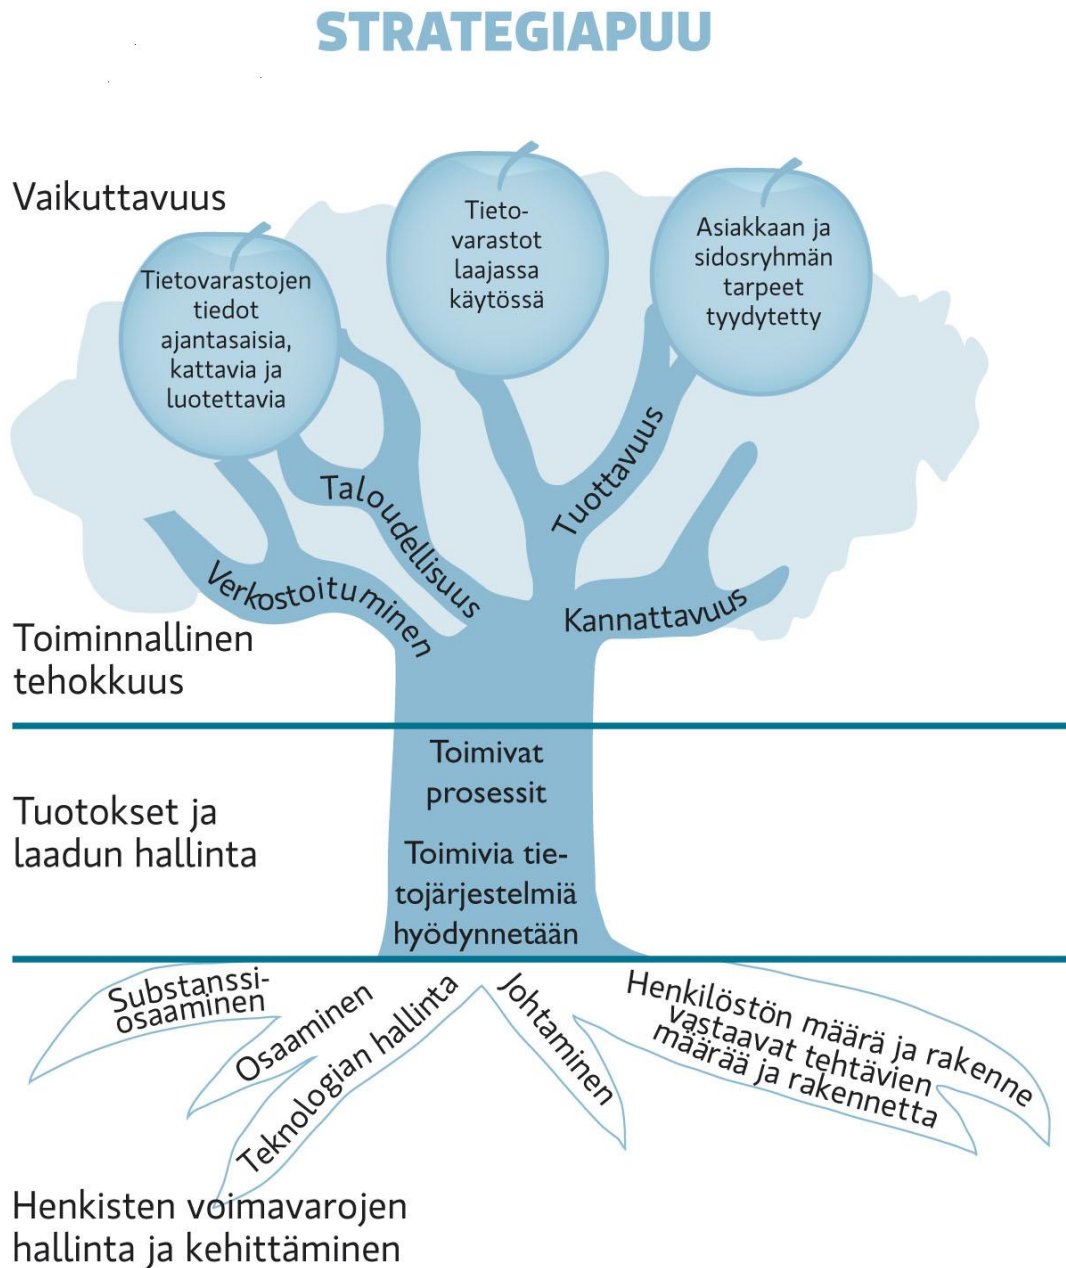 STRATEGIAPUU
Vaikuttavuus
Tietovarastojen
tiedot
ajantasaisia,
kattavia ja
luotettavia
Tieto-
varastot
laajassa
käytössä
Asiakkaan ja
sidosryhmän
tarpeet
tyydytetty
Verkostoituminen
Taloudellisuus
Tuottavuus
Kannattavuus
Toiminnallinen
tehokkuus
Toimivat
prosessit
Tuotokset ja
laadun hallinta
Toimivia tie-
tojärjestelmiä
hyödynnetään
Substanssi-
osaaminen
Osaaminen
Teknologian hallinta
Johtaminen
Henkilöstön määrä ja rakenne
vastaavat tehtävien
määrää ja rakennetta
Henkisten voimavarojen
hallinta ja kehittäminen